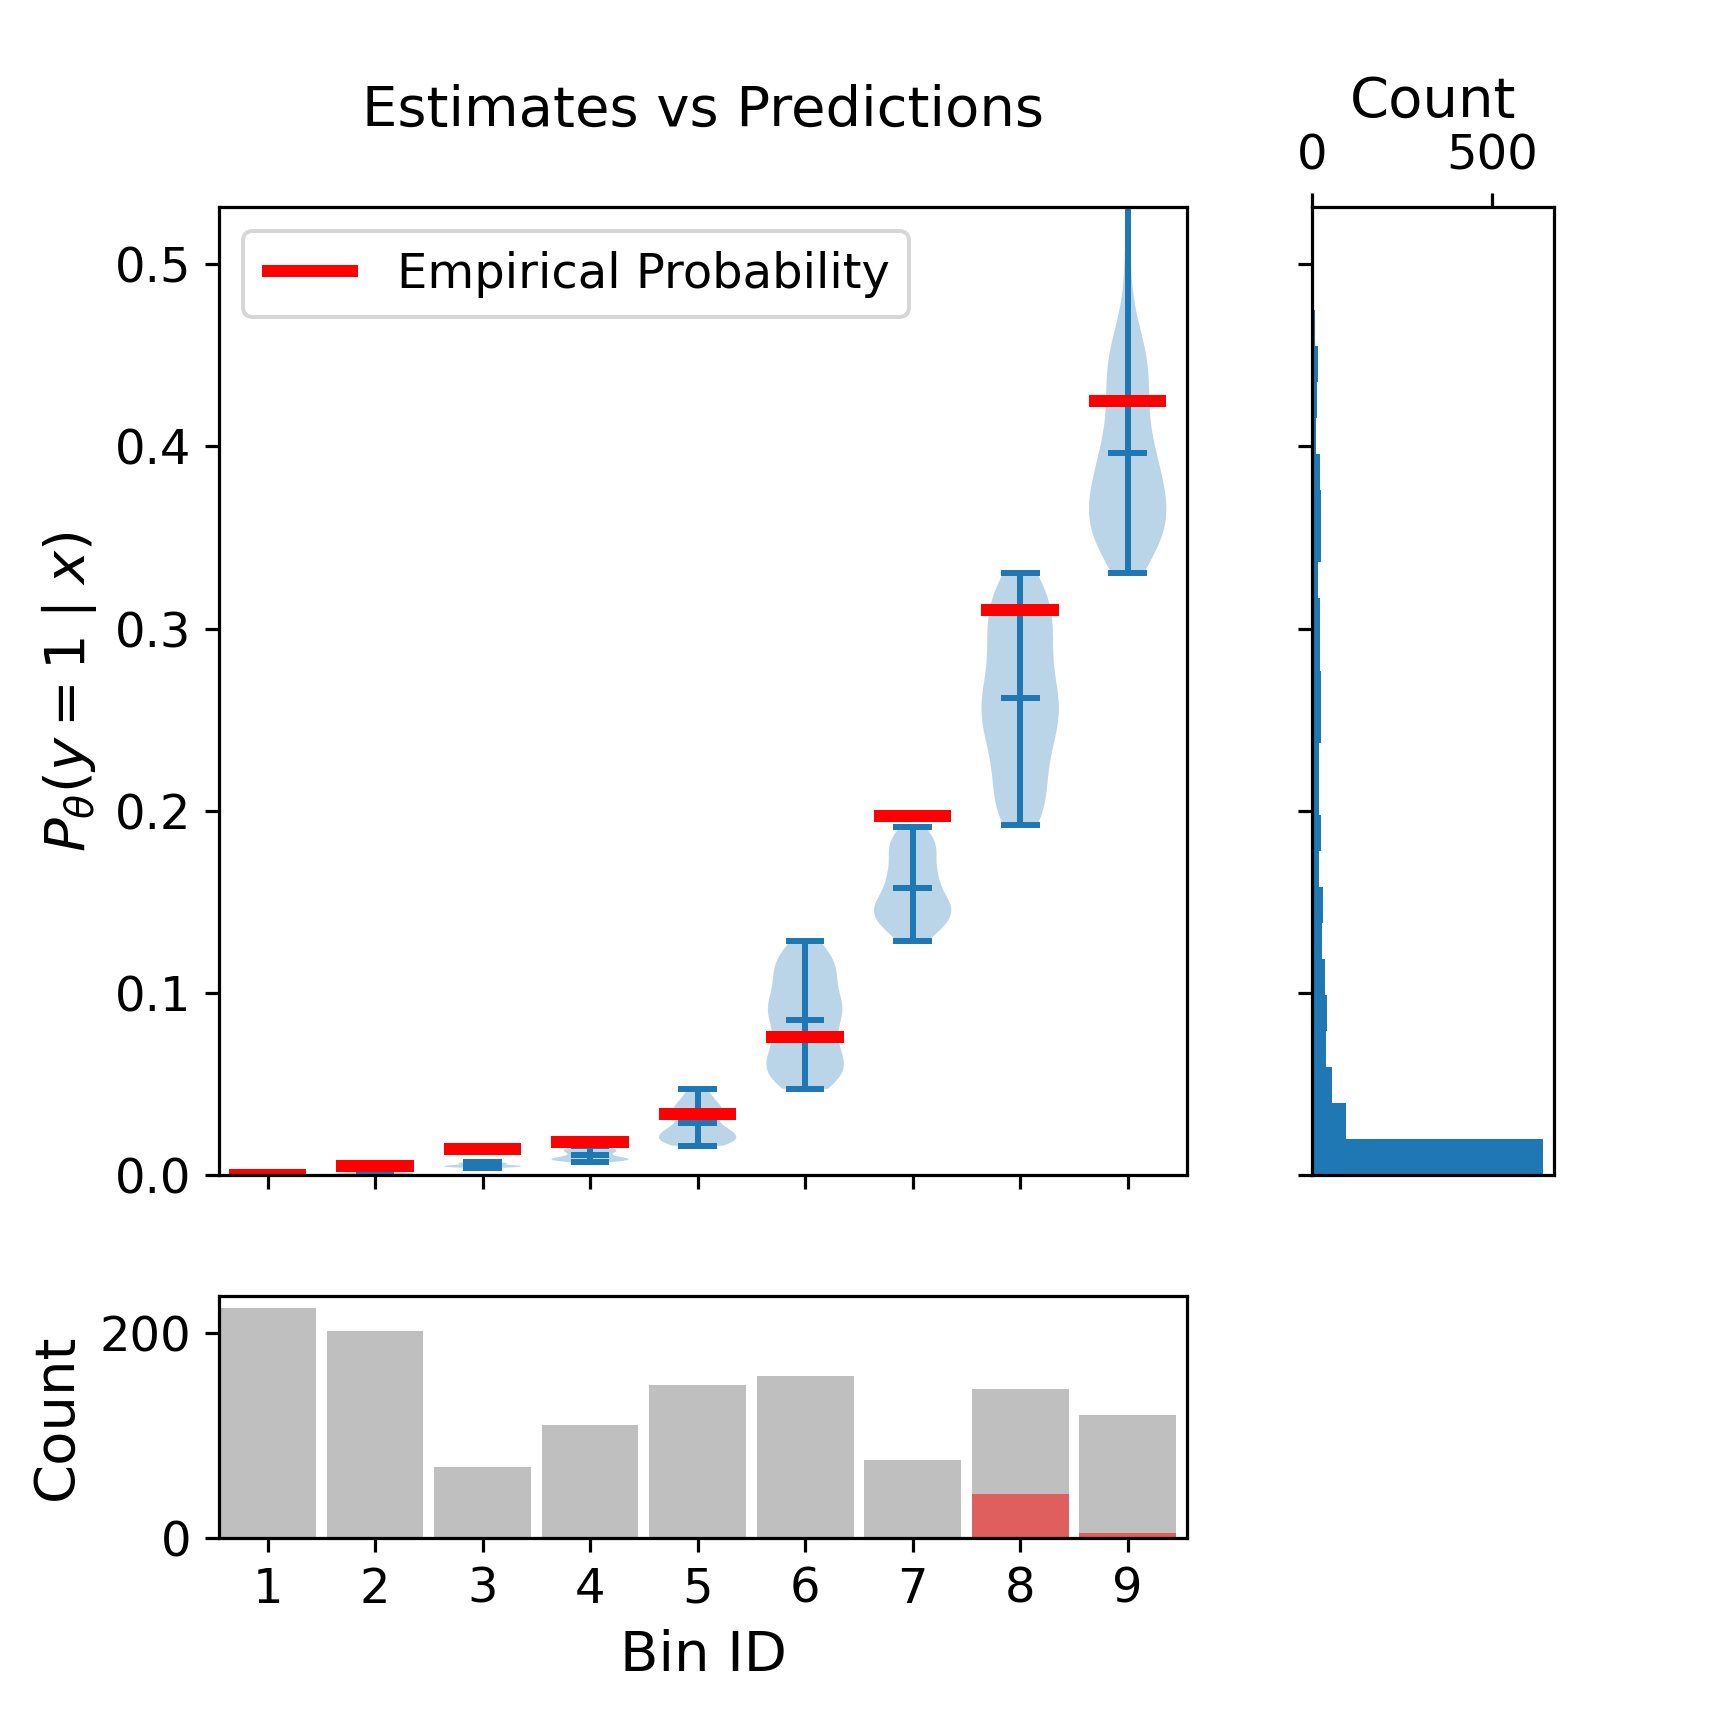 Estimates vs Predictions
Count
0 500
Empirical Probability
0.5
0.4
0.3
0.2
0.1
0.0
P_θ(y = 1 | x)
Count
200
0
1 2 3 4 5 6 7 8 9
Bin ID